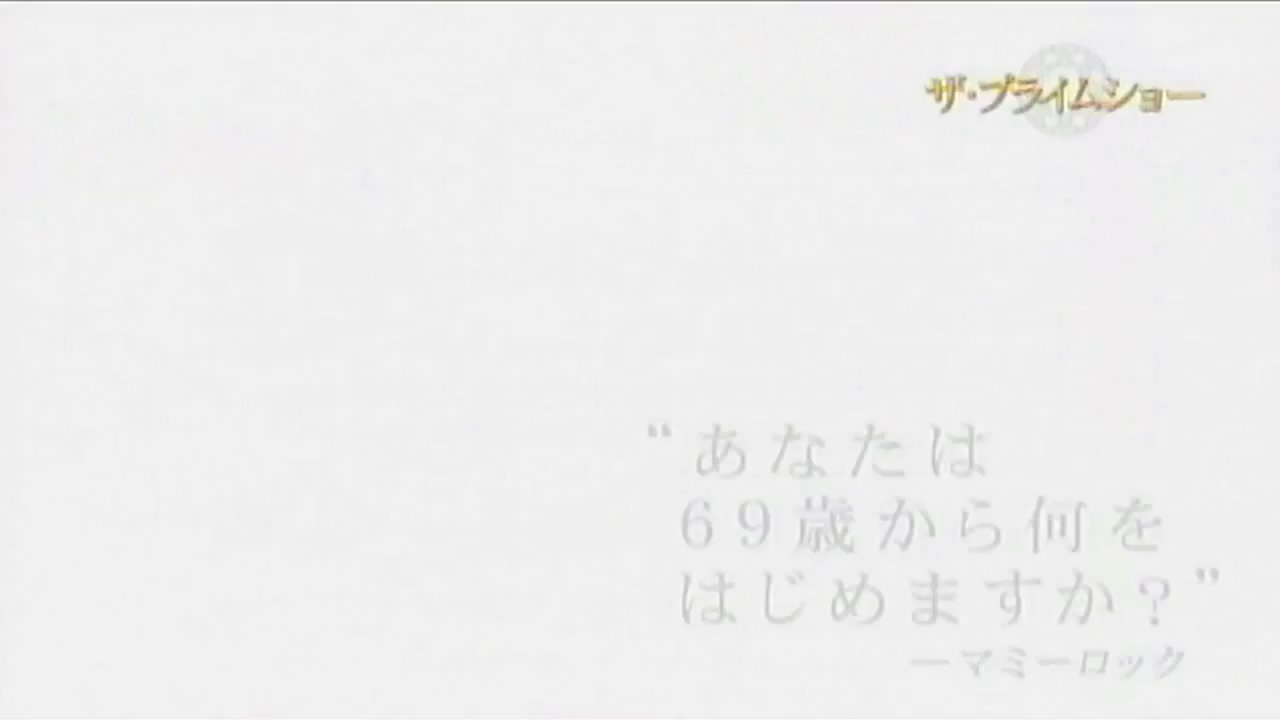 ザ・プライムショー
“あなたは
69歳から何を
はじめますか？”
ーマミーロック